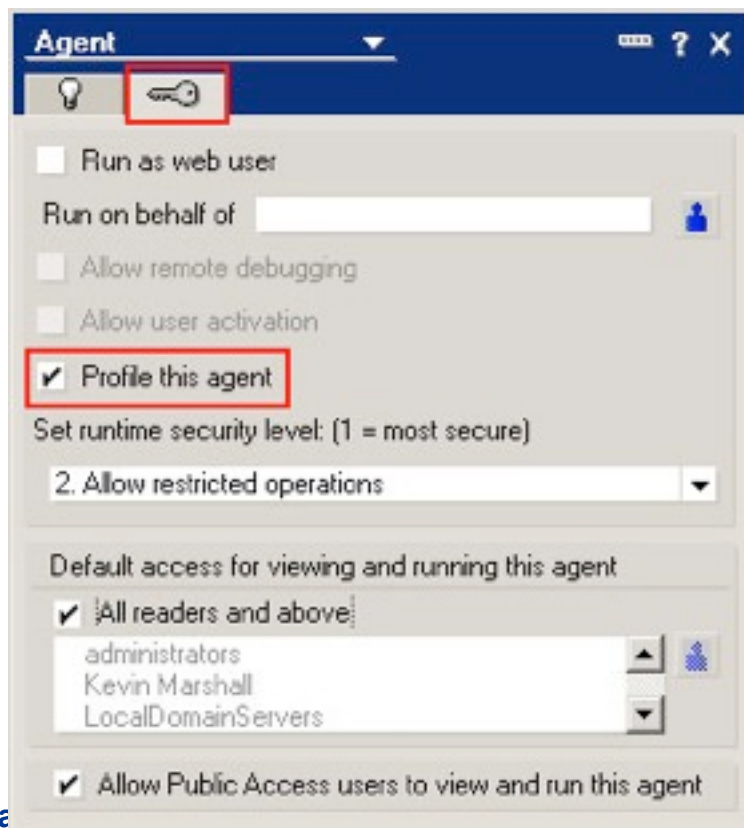 Agent
? X
Run as web user
Run on behalf of
Allow remote debugging
Allow user activation
Profile this agent
Set runtime security level: (1 = most secure)
2. Allow restricted operations
Default access for viewing and running this agent
All readers and above
administrators
Kevin Marshall
LocalDomainServers
Allow Public Access users to view and run this agent